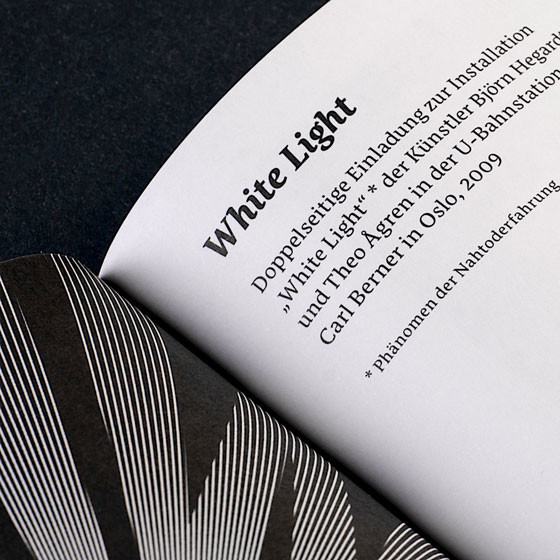 White Light
Doppelseitige Einladung zur Installation
„White Light“* der Künstler Björn
und Theo Ågren in der U-Bahnstation
Carl Berner in Oslo, 2009
* Phänomen der Nahtoderfahrung